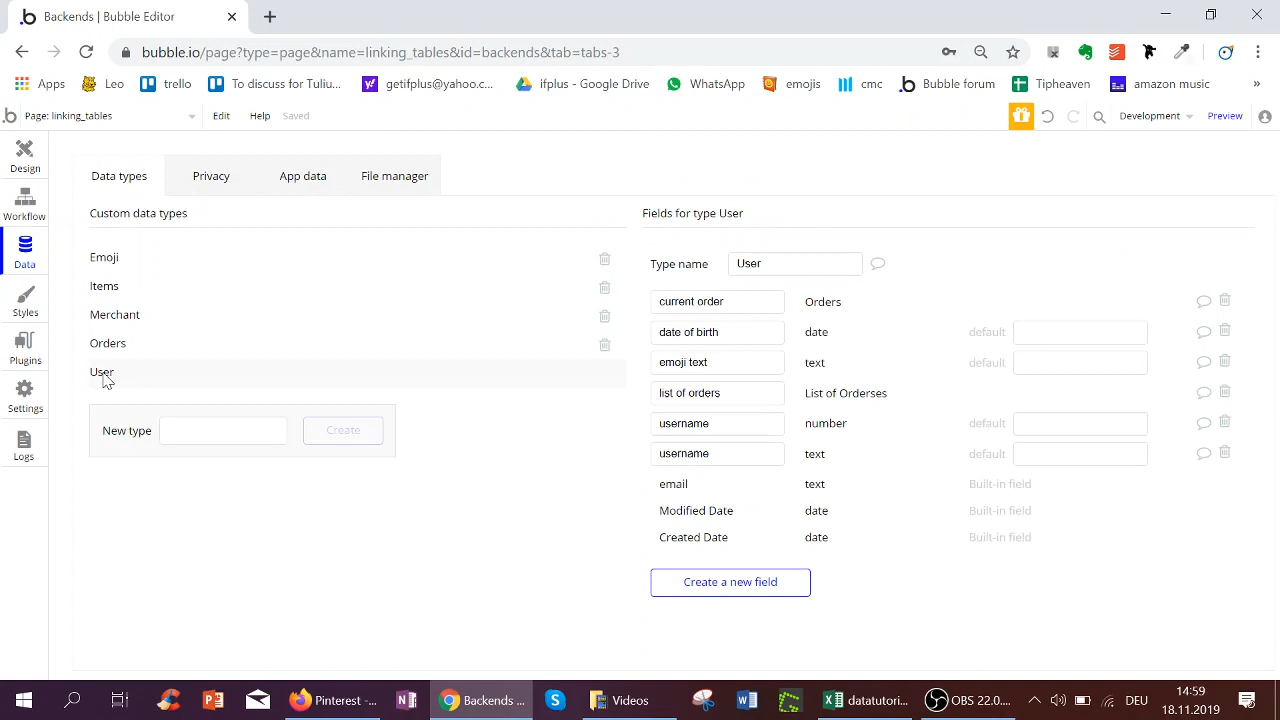 Backends | Bubble Editor
bubble.io/page?type=page&name=linking_tables&id=backends&tab=tabs-3
Apps Leo trello To discuss for Tuliu... getifplus@yahoo.c... ifplus - Google Drive WhatsApp emojis cmc Bubble forum Tipheaven amazon music »
Page: linking_tables Edit Help Saved Development Preview
Design
Workflow
Data
Styles
Plugins
Settings
Logs
Data types Privacy App data File manager
Custom data types
Emoji
Items
Merchant
Orders
User
New type Create
Fields for type User
Type name User
current order Orders
date of birth date default
emoji text text default
list of orders List of Orderses
username number default
username text default
email text Built-in field
Modified Date date Built-in field
Created Date date Built-in field
Create a new field
Pinterest -... Backends ... Videos datatutori... OBS 22.0.... DEU 14:59
18.11.2019